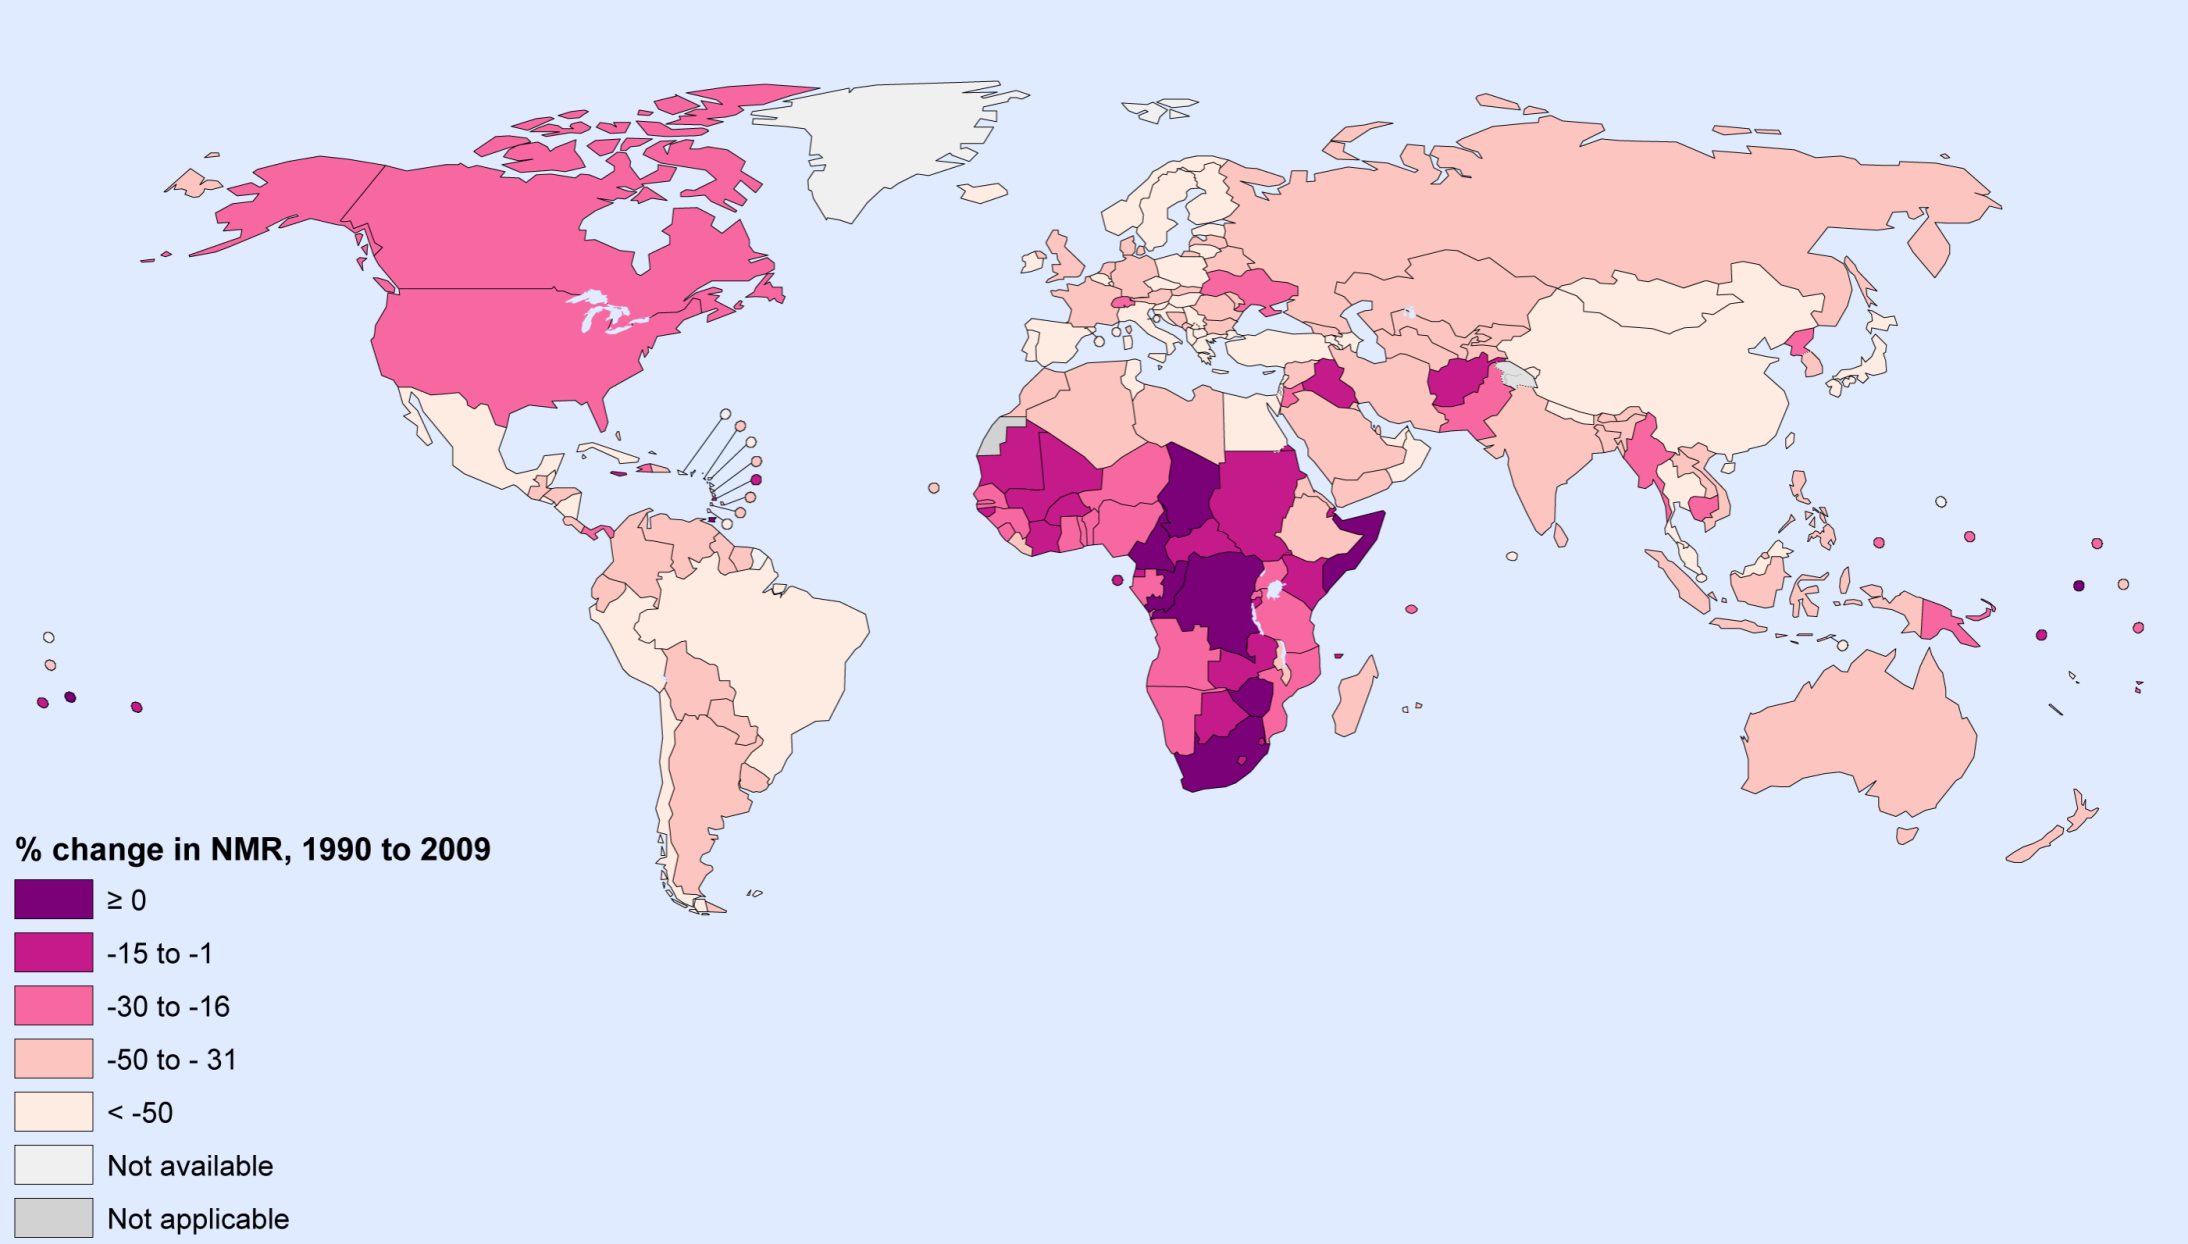 % change in NMR, 1990 to 2009
≥ 0
-15 to -1
-30 to -16
-50 to - 31
< -50
Not available
Not applicable